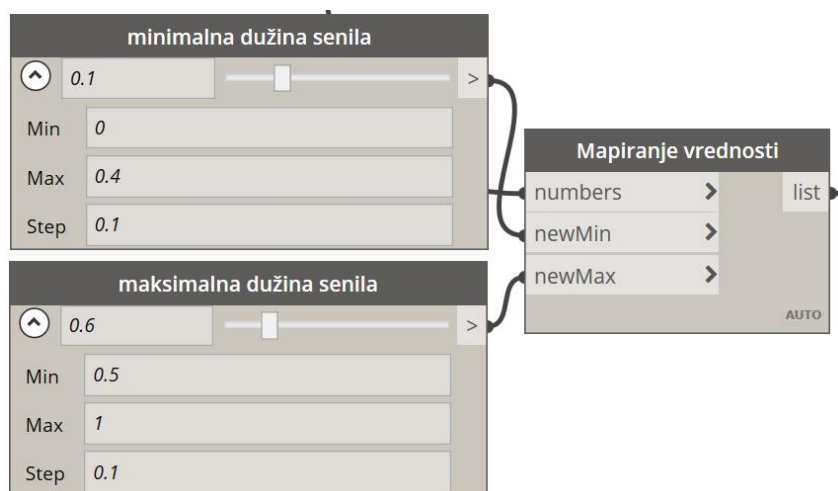 minimalna dužina senila
0.1
>
Min 0
Max 0.4
Step 0.1
maksimalna dužina senila
0.6
>
Min 0.5
Max 1
Step 0.1
Mapiranje vrednosti
numbers > list
newMin >
newMax >
AUTO